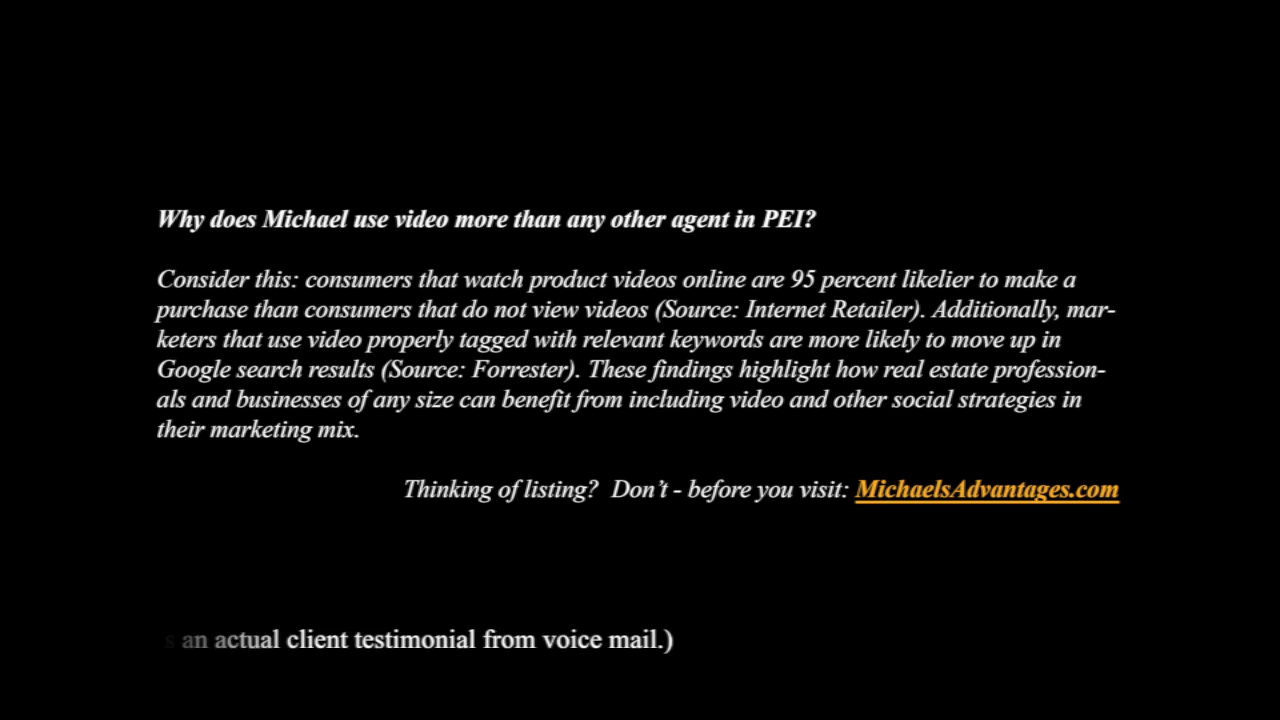 Why does Michael use video more than any other agent in PEI?
Consider this: consumers that watch product videos online are 95 percent likelier to make a
purchase than consumers that do not view videos (Source: Internet Retailer). Additionally, mar-
keters that use video properly tagged with relevant keywords are more likely to move up in
Google search results (Source: Forrester). These findings highlight how real estate profession-
als and businesses of any size can benefit from including video and other social strategies in
their marketing mix.
Thinking of listing?  Don't - before you visit: MichaelsAdvantages.com
an actual client testimonial from voice mail.)